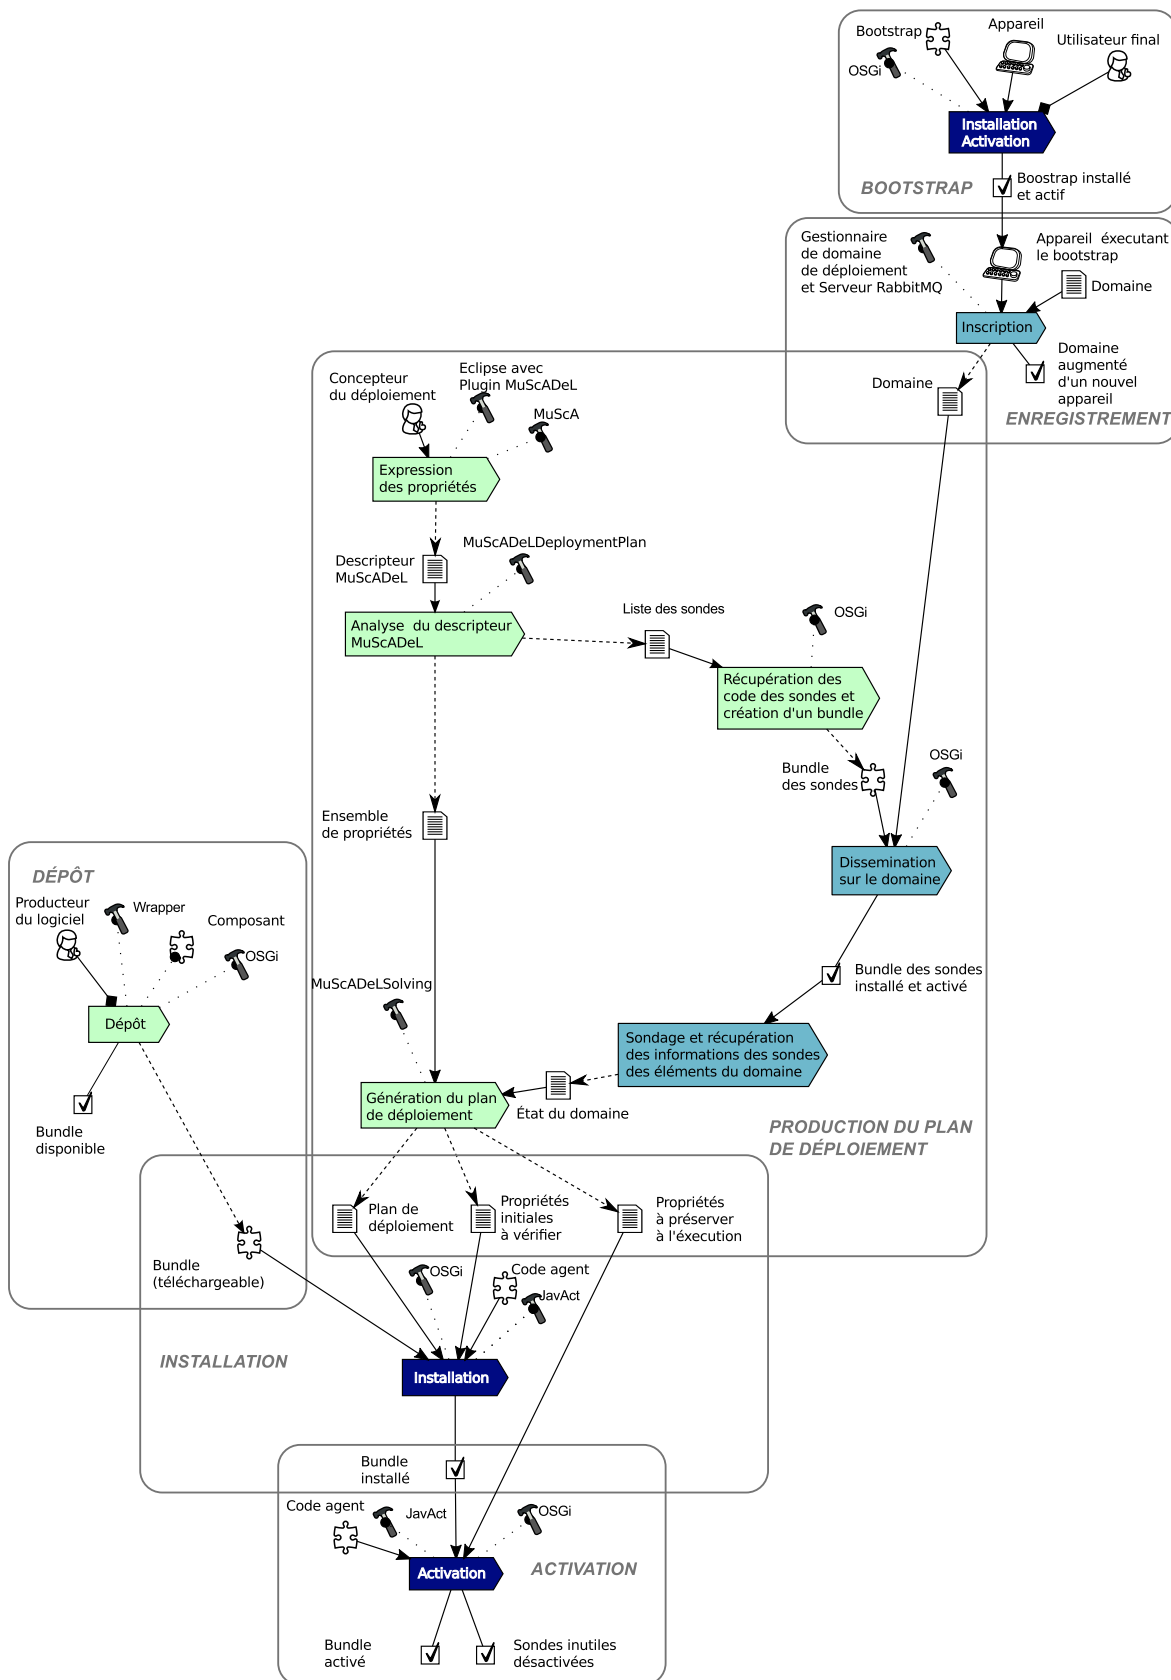 Bootstrap
Appareil
Utilisateur final
OSGi
Installation
Activation
BOOTSTRAP
Boostrap installé
et actif
Gestionnaire
de domaine
de déploiement
et Serveur RabbitMQ
Appareil éxecutant
le bootstrap
Domaine
Inscription
Domaine
augmenté
d'un nouvel
appareil
ENREGISTREMENT
Concepteur
du déploiement
Eclipse avec
Plugin MuScADeL
MuScA
Domaine
Expression
des propriétés
Descripteur
MuScADeL
MuScADeLDeploymentPlan
Analyse du descripteur
MuScADeL
Liste des sondes
OSGi
Récupération des
code des sondes et
création d'un bundle
Bundle
des sondes
OSGi
Ensemble
de propriétés
Dissemination
sur le domaine
DÉPÔT
Producteur
du logiciel
Wrapper
Composant
OSGi
Dépôt
Bundle
disponible
MuScADeLSolving
Bundle des sondes
installé et activé
Sondage et récupération
des informations des sondes
des éléments du domaine
Génération du plan
de déploiement
État du domaine
PRODUCTION DU PLAN
DE DÉPLOIEMENT
Plan de
déploiement
Propriétés
initiales
à vérifier
Propriétés
à préserver
à l'éxecution
Bundle
(téléchargeable)
OSGi
Code agent
JavAct
INSTALLATION
Installation
Bundle
installé
Code agent
JavAct
OSGi
Activation
ACTIVATION
Bundle
activé
Sondes inutiles
désactivées